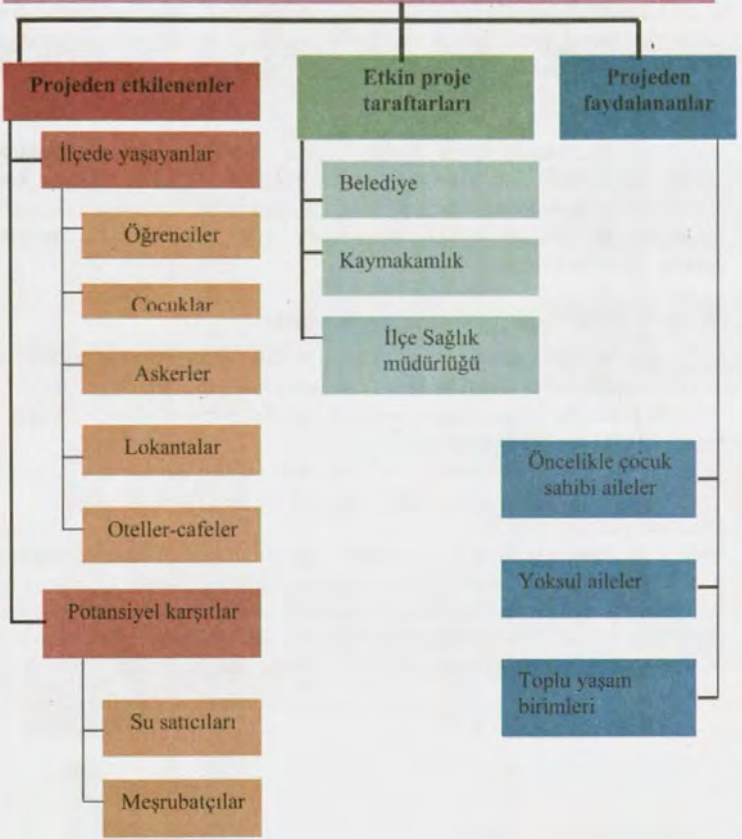 Projeden etkilenenler
İlçede yaşayanlar
Öğrenciler
Cocuklar
Askerler
Lokantalar
Oteller-cafeler
Potansiyel karşıtlar
Su satıcıları
Meşrubatçılar
Etkin proje
taraftarları
Belediye
Kaymakamlık
İlçe Sağlık
müdürlüğü
Projeden
faydalananlar
Öncelikle çocuk
sahibi aileler
Yoksul aileler
Toplu yaşam
birimleri